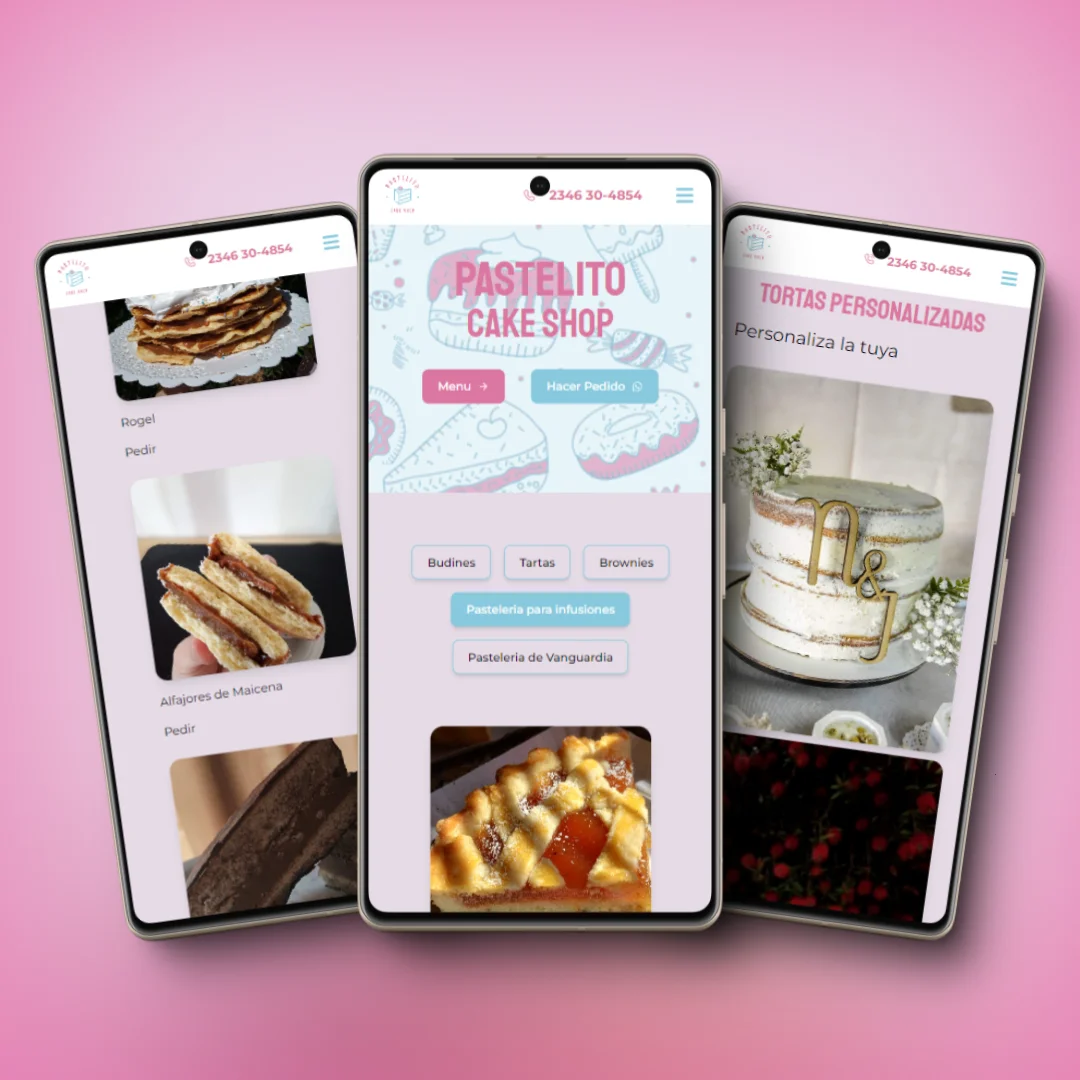 PASTELITO
CAKE SHOP
2346 30-4854
Rogel
Pedir
Alfajores de Maicena
Pedir
PASTELITO
CAKE SHOP
2346 30-4854
PASTELITO
CAKE SHOP
Menu
Hacer Pedido
Budines
Tartas
Brownies
Pasteleria para infusiones
Pasteleria de Vanguardia
PASTELITO
CAKE SHOP
2346 30-4854
TORTAS PERSONALIZADAS
Personaliza la tuya
N
&
J